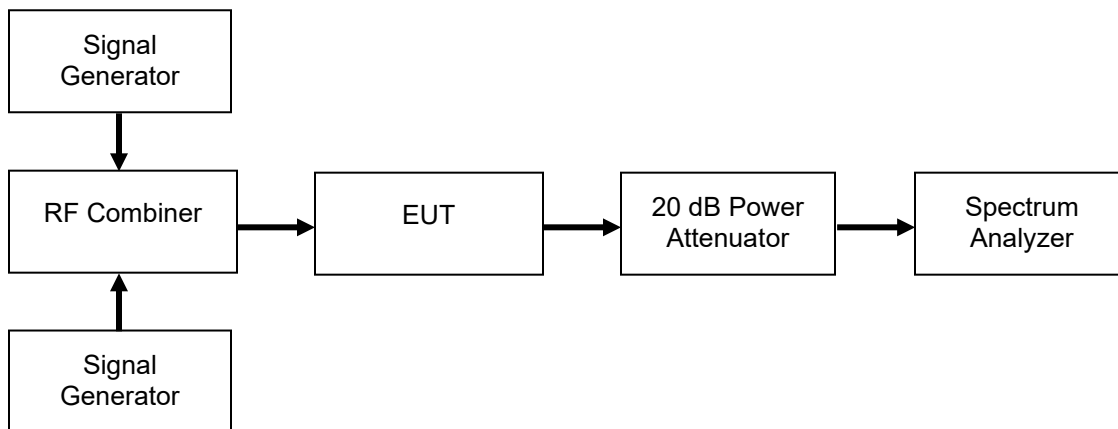 Signal
Generator
RF Combiner
EUT
20 dB Power
Attenuator
Spectrum
Analyzer
Signal
Generator